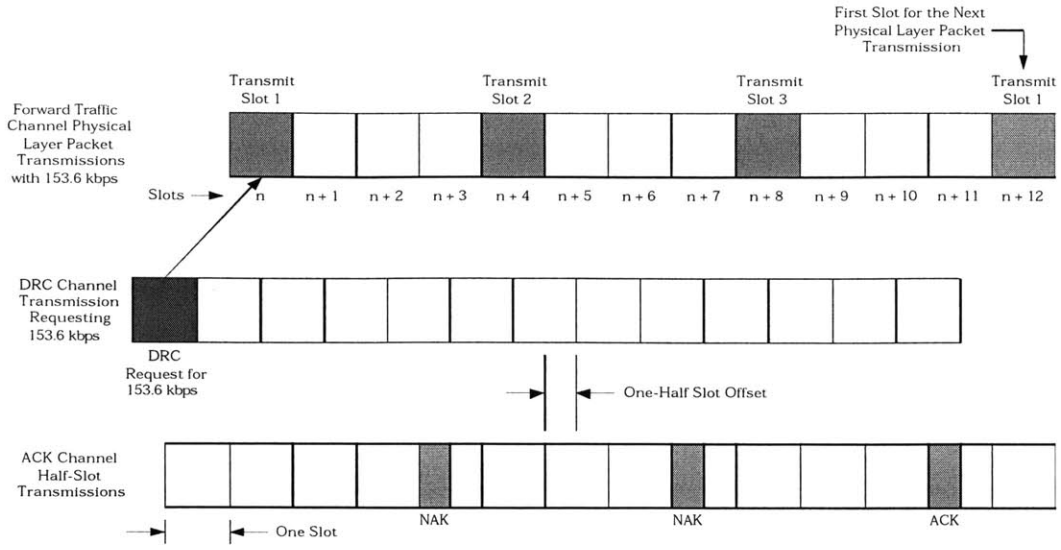 First Slot for the Next
Physical Layer Packet
Transmission
Transmit
Slot 1
Transmit
Slot 2
Transmit
Slot 3
Transmit
Slot 1
Forward Traffic
Channel Physical
Layer Packet
Transmissions
with 153.6 kbps
Slots
n
n + 1
n + 2
n + 3
n + 4
n + 5
n + 6
n + 7
n + 8
n + 9
n + 10
n + 11
n + 12
DRC Channel
Transmission
Requesting
153.6 kbps
DRC
Request for
153.6 kbps
One-Half Slot Offset
ACK Channel
Half-Slot
Transmissions
NAK
NAK
ACK
One Slot